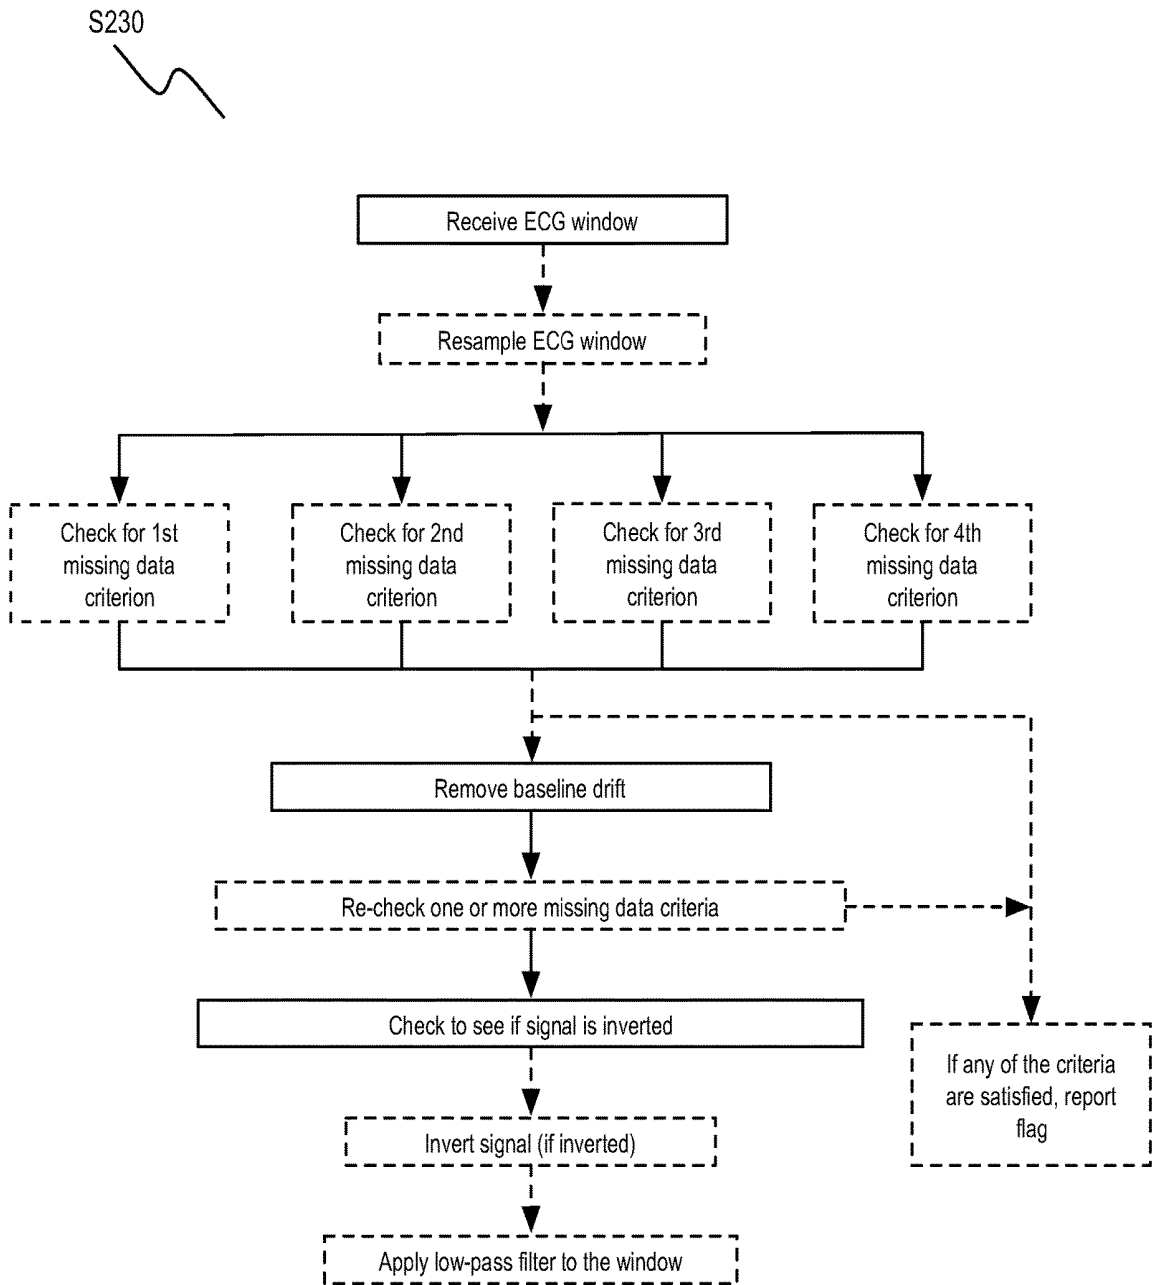 S230
Receive ECG window
Resample ECG window
Check for 1st
missing data
criterion
Check for 2nd
missing data
criterion
Check for 3rd
missing data
criterion
Check for 4th
missing data
criterion
Remove baseline drift
Re-check one or more missing data criteria
Check to see if signal is inverted
If any of the criteria
are satisfied, report
flag
Invert signal (if inverted)
Apply low-pass filter to the window